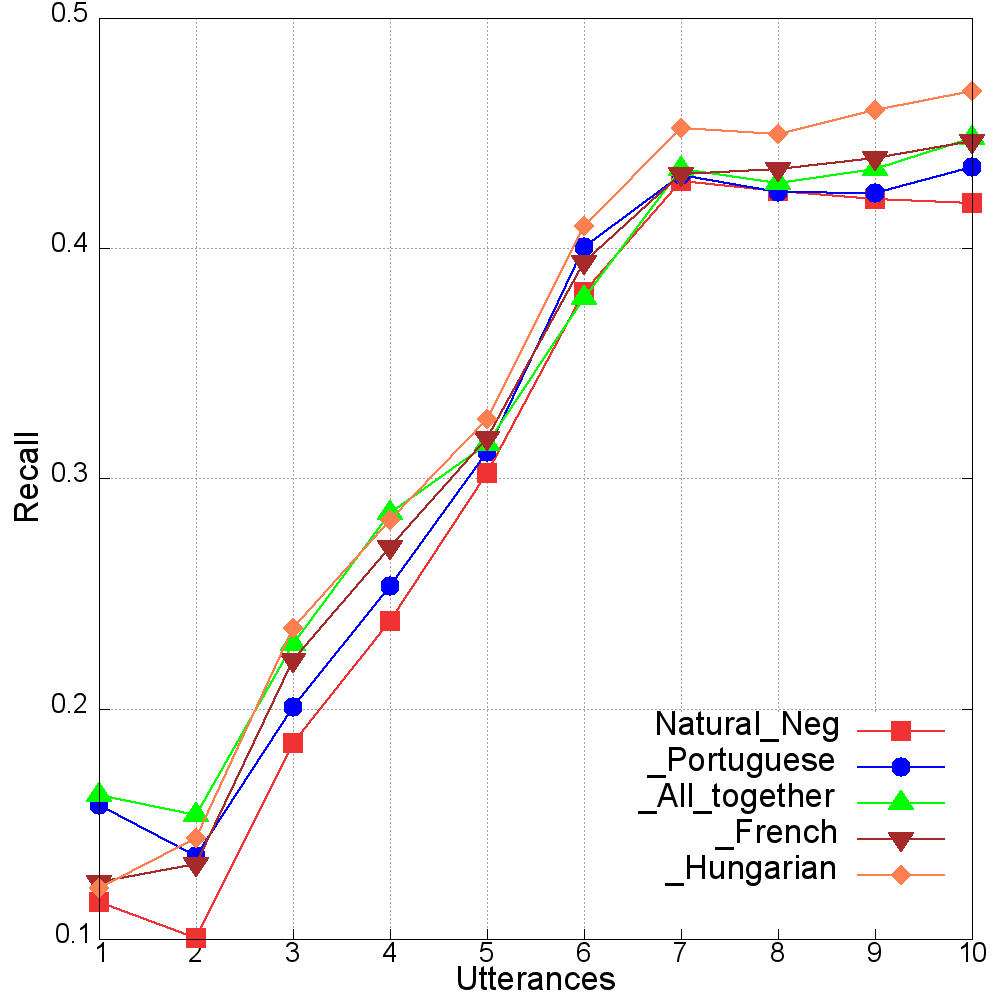 0.5
0.4
0.3
0.2
0.1
Recall
Natural_Neg
_Portuguese
_All_together
_French
_Hungarian
1 2 3 4 5 6 7 8 9 10
Utterances